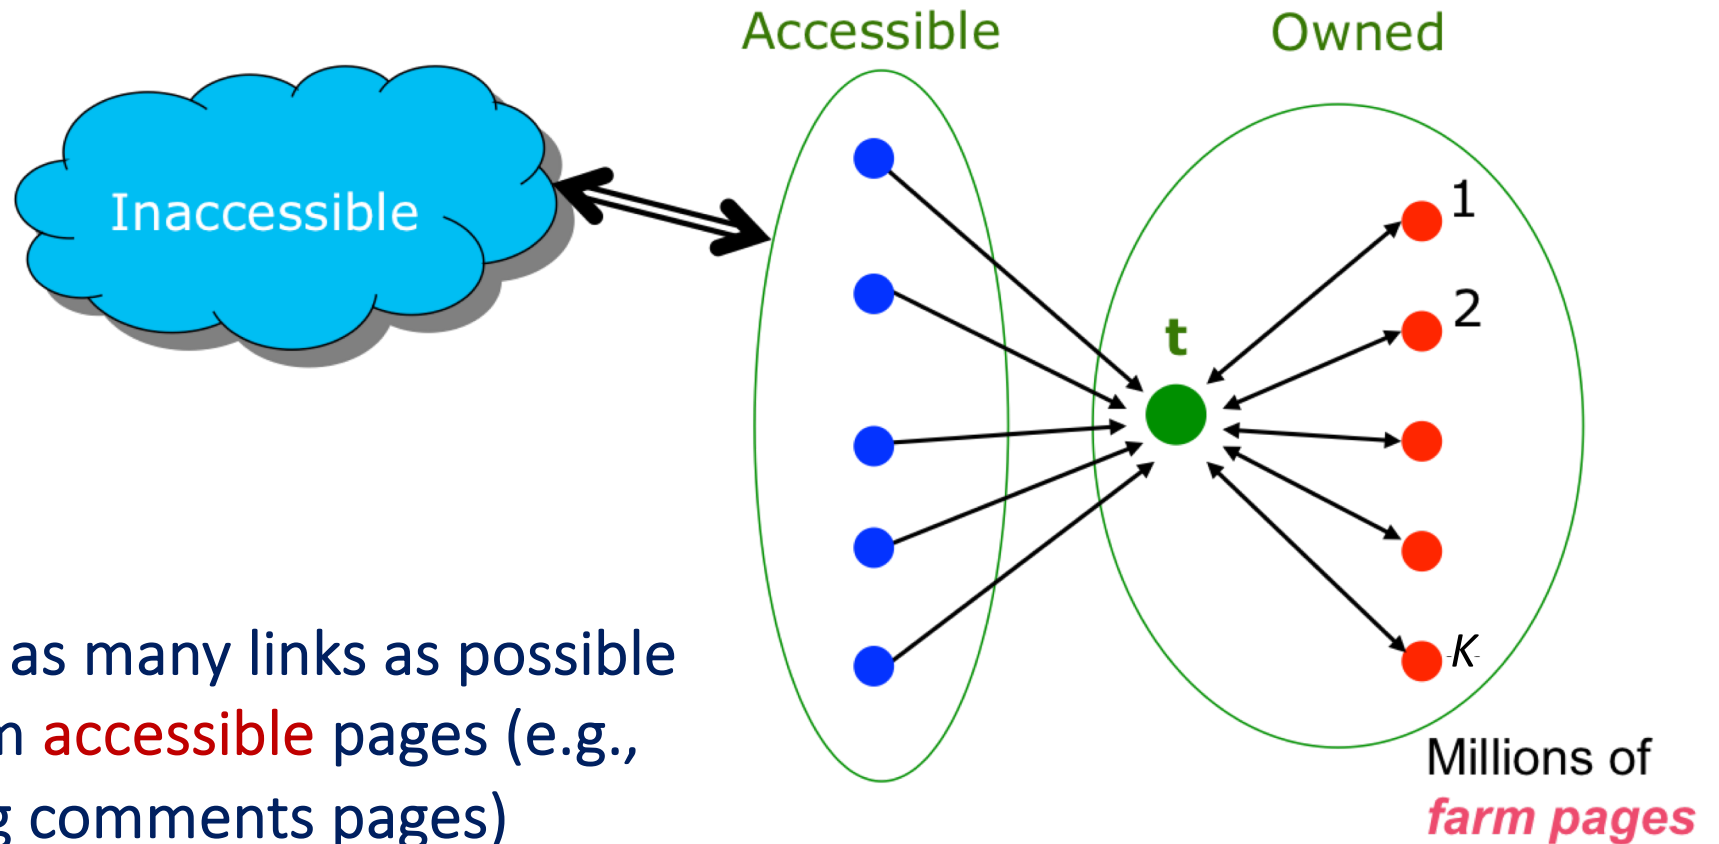 Accessible
Owned
Inaccessible
1
2
t
K
as many links as possible
accessible pages (e.g.,
comments pages)
Millions of
farm pages